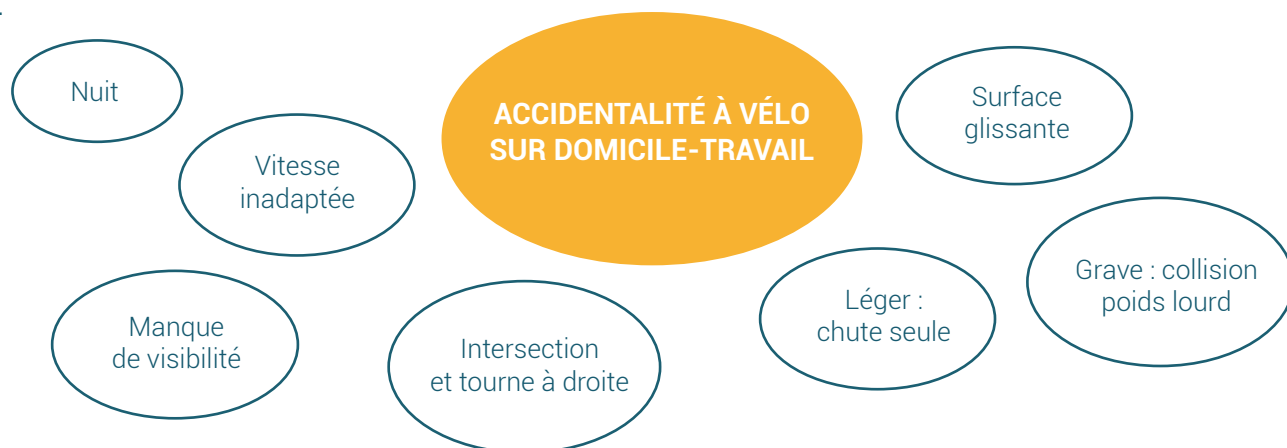 Nuit
Vitesse
inadaptée
Manque
de visibilité
ACCIDENTALITÉ À VÉLO
SUR DOMICILE-TRAVAIL
Intersection
et tourne à droite
Surface
glissante
Léger :
chute seule
Grave : collision
poids lourd